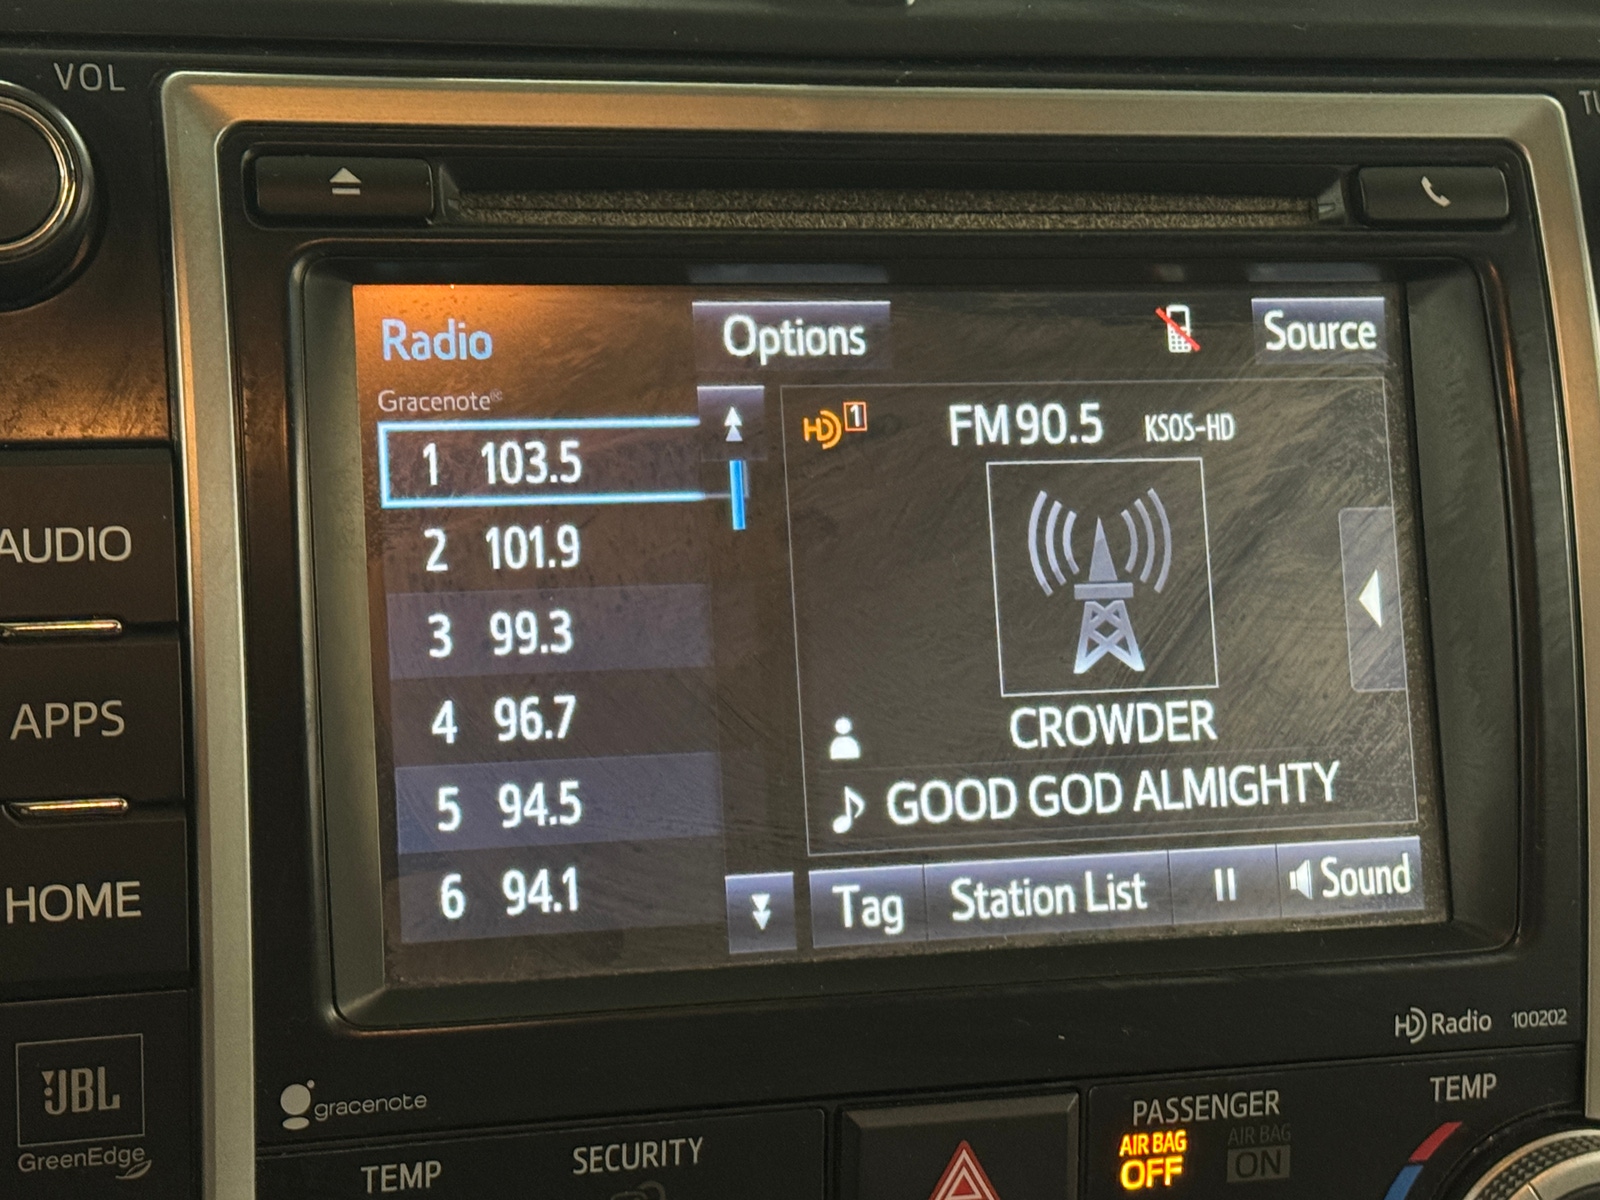 VOL
Radio
Options
Source
Gracenote®
1 103.5
2 101.9
3 99.3
4 96.7
5 94.5
6 94.1
HD 1
FM 90.5 KSOS-HD
CROWDER
GOOD GOD ALMIGHTY
Tag
Station List
Sound
AUDIO
APPS
HOME
HD Radio 100202
JBL
GreenEdge
gracenote
TEMP
SECURITY
PASSENGER
AIR BAG
OFF
AIR BAG
ON
TEMP